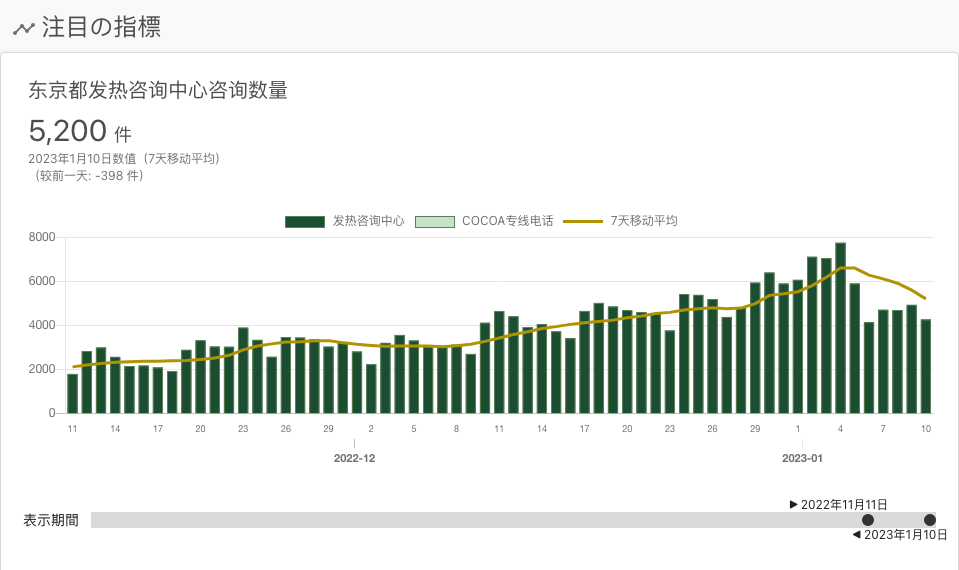 注目の指標
东京都发热咨询中心咨询数量
5,200 件
2023年1月10日数值（7天移动平均）
（较前一天: -398 件）
发热咨询中心 COCOA专线电话 7天移动平均
8000
6000
4000
2000
0
11 14 17 20 23 26 29 2 5 8 11 14 17 20 23 26 29 1 4 7 10
2022-12 2023-01
2022年11月11日
表示期間
2023年1月10日